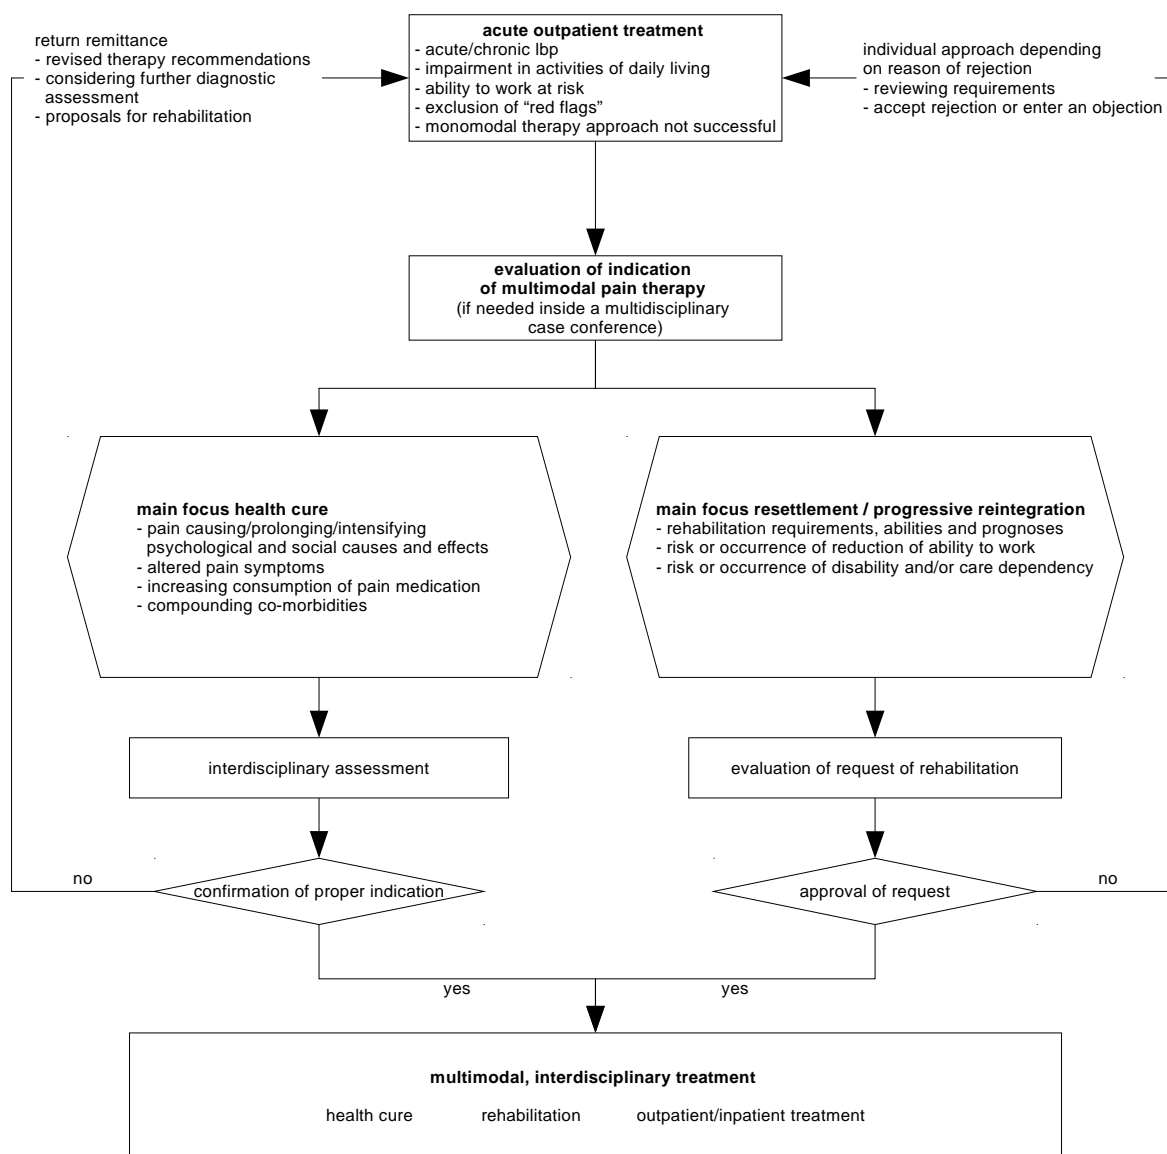 return remittance
- revised therapy recommendations
- considering further diagnostic
assessment
- proposals for rehabilitation
acute outpatient treatment
- acute/chronic lbp
- impairment in activities of daily living
- ability to work at risk
- exclusion of “red flags”
- monomodal therapy approach not successful
individual approach depending
on reason of rejection
- reviewing requirements
- accept rejection or enter an objection
evaluation of indication
of multimodal pain therapy
(if needed inside a multidisciplinary
case conference)
main focus health cure
- pain causing/prolonging/intensifying
psychological and social causes and effects
- altered pain symptoms
- increasing consumption of pain medication
- compounding co-morbidities
main focus resettlement / progressive reintegration
- rehabilitation requirements, abilities and prognoses
- risk or occurrence of reduction of ability to work
- risk or occurrence of disability and/or care dependency
interdisciplinary assessment
evaluation of request of rehabilitation
no
confirmation of proper indication
approval of request
no
yes
yes
multimodal, interdisciplinary treatment
health cure rehabilitation outpatient/inpatient treatment